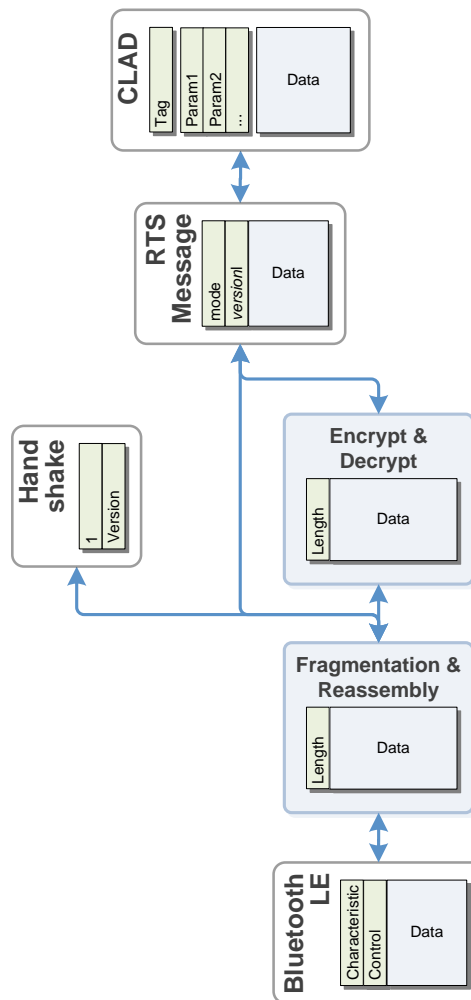 Bluetooth
LE
Characteristic
Control
Data
Fragmentation &
Reassembly
Length
Data
Encrypt &
Decrypt
Length
Data
Hand
shake
1
Version
RTS
Message
mode
versionl
Data
CLAD
Tag
Param1
Param2
...
Data